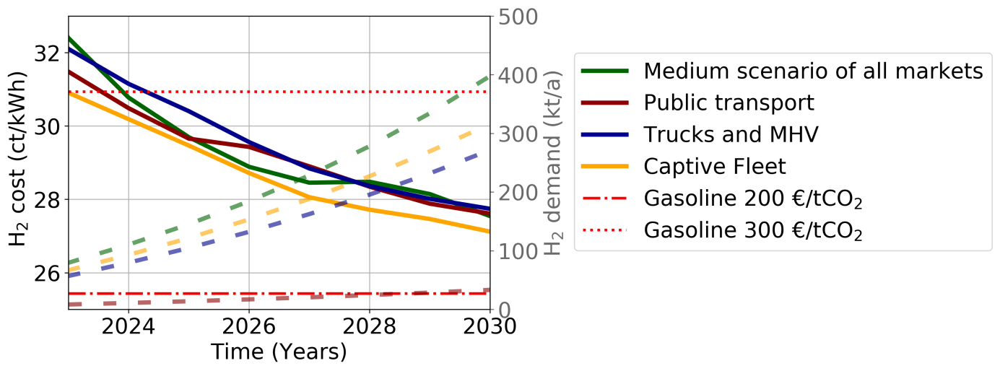 H2 cost (ct/kWh)
32
30
28
26
500
400
300
200
100
0
H2 demand (kt/a)
2024
2026
2028
2030
Time (Years)
Medium scenario of all markets
Public transport
Trucks and MHV
Captive Fleet
Gasoline 200 €/tCO2
Gasoline 300 €/tCO2